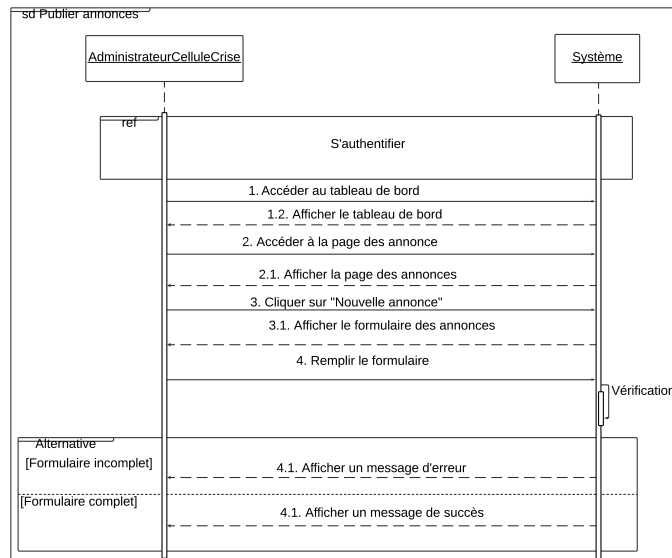 sd Publier annonces
AdministrateurCelluleCrise
Système
ref
S'authentifier
1. Accéder au tableau de bord
1.2. Afficher le tableau de bord
2. Accéder à la page des annonce
2.1. Afficher la page des annonces
3. Cliquer sur "Nouvelle annonce"
3.1. Afficher le formulaire des annonces
4. Remplir le formulaire
Vérification
Alternative
[Formulaire incomplet]
4.1. Afficher un message d'erreur
[Formulaire complet]
4.1. Afficher un message de succès